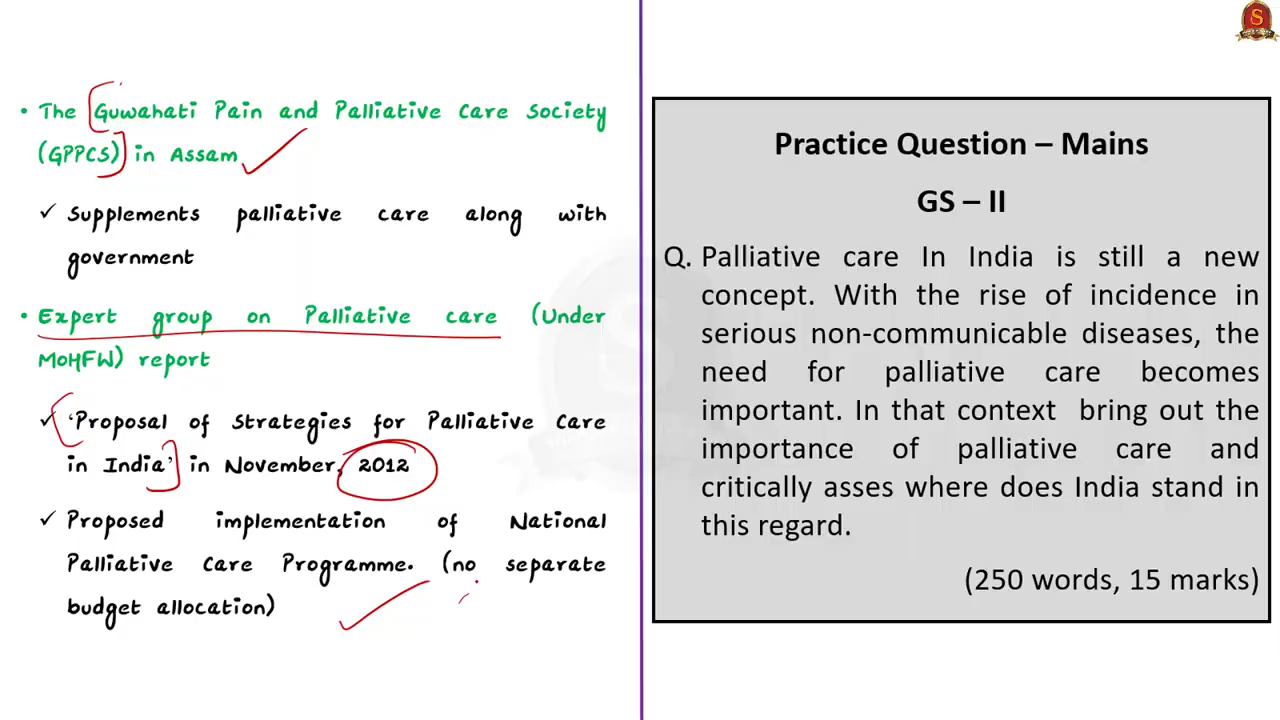 • The Guwahati Pain and Palliative Care Society
(GPPCS) in Assam
✓ Supplements palliative care along with
government
• Expert group on Palliative care (Under
MoHFW) report
✓ 'Proposal of Strategies for Palliative Care
in India' in November, 2012
✓ Proposed implementation of National
Palliative Care Programme. (no separate
budget allocation)
Practice Question – Mains
GS – II
Q. Palliative care In India is still a new
concept. With the rise of incidence in
serious non-communicable diseases, the
need for palliative care becomes
important. In that context bring out the
importance of palliative care and
critically asses where does India stand in
this regard.
(250 words, 15 marks)